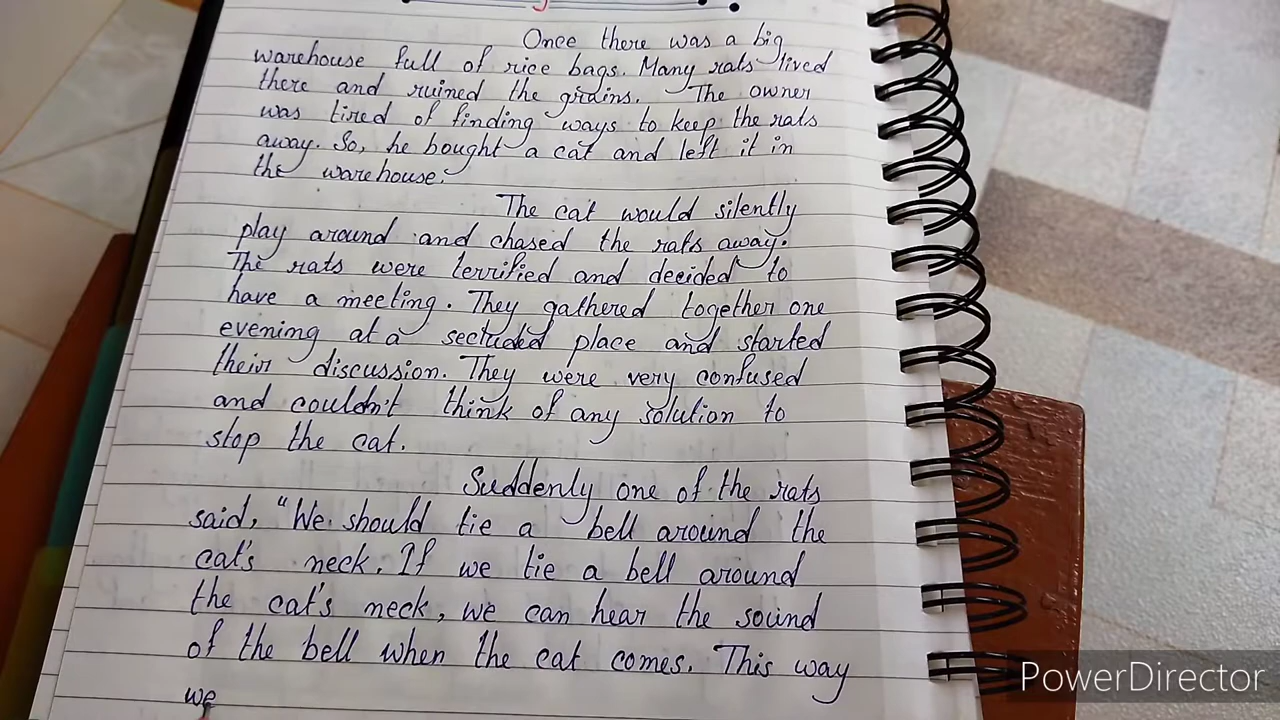 Once there was a big
warehouse full of rice bags. Many rats lived
there and ruined the grains. The owner
was tired of finding ways to keep the rats
away. So, he bought a cat and left it in
the warehouse.
The cat would silently
play around and chased the rats away.
The rats were terrified and decided to
have a meeting. They gathered together one
evening at a secluded place and started
their discussion. They were very confused
and couldn't think of any solution to
stop the cat.
Suddenly one of the rats
said, "We should tie a bell around the
cat's neck. If we tie a bell around
the cat's neck, we can hear the sound
of the bell when the cat comes. This way
we
PowerDirector